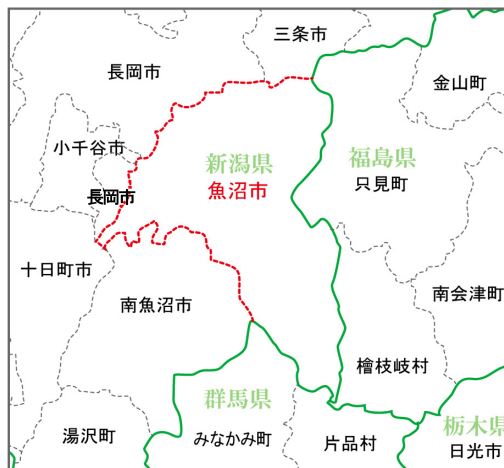 三条市
長岡市
金山町
小千谷市
新潟県
福島県
魚沼市
只見町
長岡市
十日町市
南魚沼市
南会津町
檜枝岐村
群馬県
栃木県
湯沢町
みなかみ町
片品村
日光市